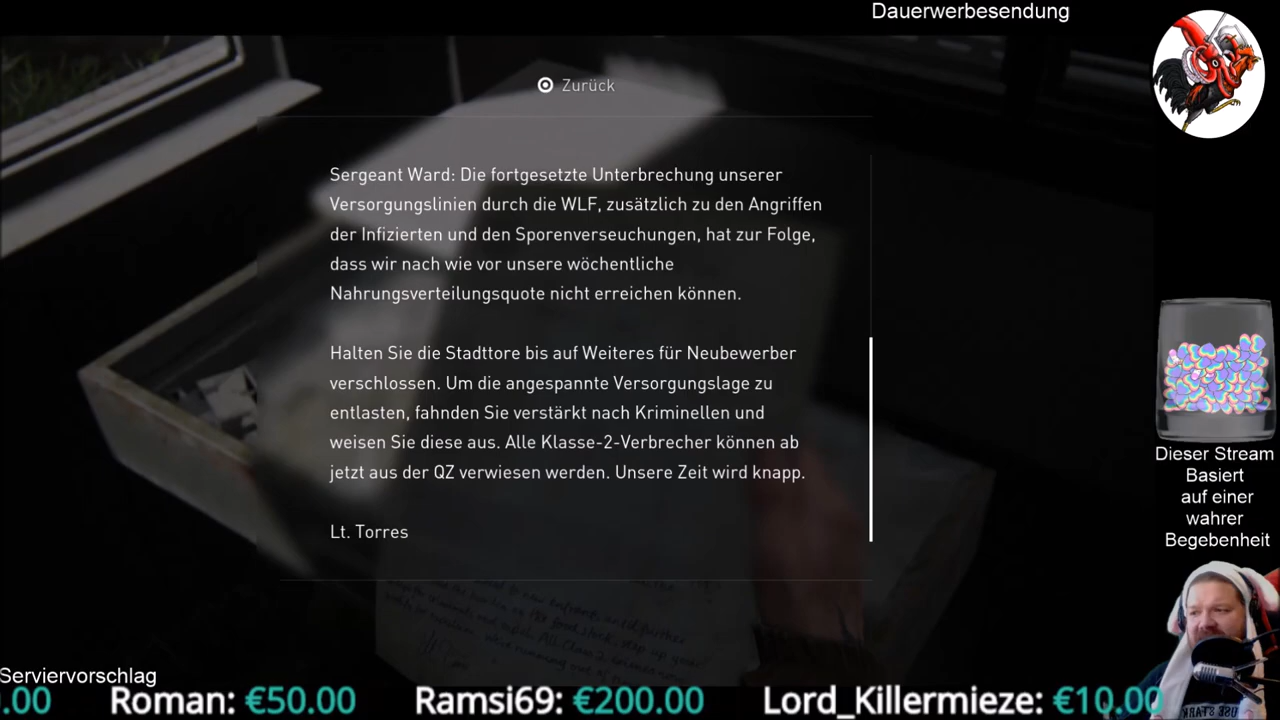 Dauerwerbesendung
Zurück
Sergeant Ward: Die fortgesetzte Unterbrechung unserer
Versorgungslinien durch die WLF, zusätzlich zu den Angriffen
der Infizierten und den Sporenverseuchungen, hat zur Folge,
dass wir nach wie vor unsere wöchentliche
Nahrungsverteilungsquote nicht erreichen können.
Halten Sie die Stadttore bis auf Weiteres für Neubewerber
verschlossen. Um die angespannte Versorgungslage zu
entlasten, fahnden Sie verstärkt nach Kriminellen und
weisen Sie diese aus. Alle Klasse-2-Verbrecher können ab
jetzt aus der QZ verwiesen werden. Unsere Zeit wird knapp.
Lt. Torres
Dieser Stream
Basiert
auf einer
wahrer
Begebenheit
Serviervorschlag
.00 Roman: €50.00 Ramsi69: €200.00 Lord_Killermieze: €10.00